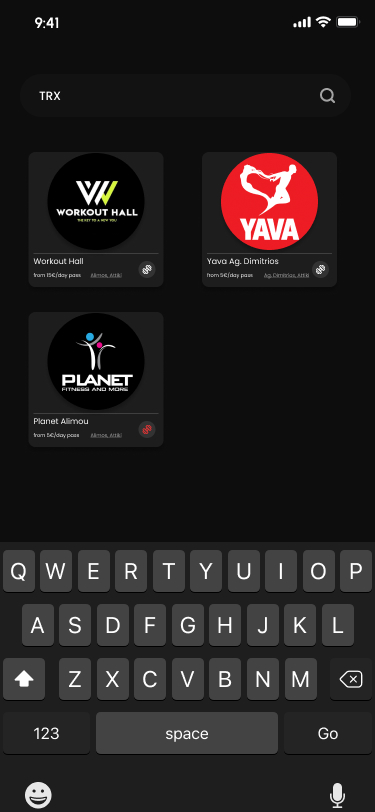 9:41
TRX
WORKOUT HALL
THE KEY TO A NEW YOU
Workout Hall
from 15€/day pass Alimos, Attiki
YAVA
Yava Ag. Dimitrios
from 5€/day pass Ag. Dimitrios, Attik
PLANET
FITNESS AND MORE
Planet Alimou
from 5€/day pass Alimos, Attiki
Q W E R T Y U I O P
A S D F G H J K L
Z X C V B N M
123 space Go